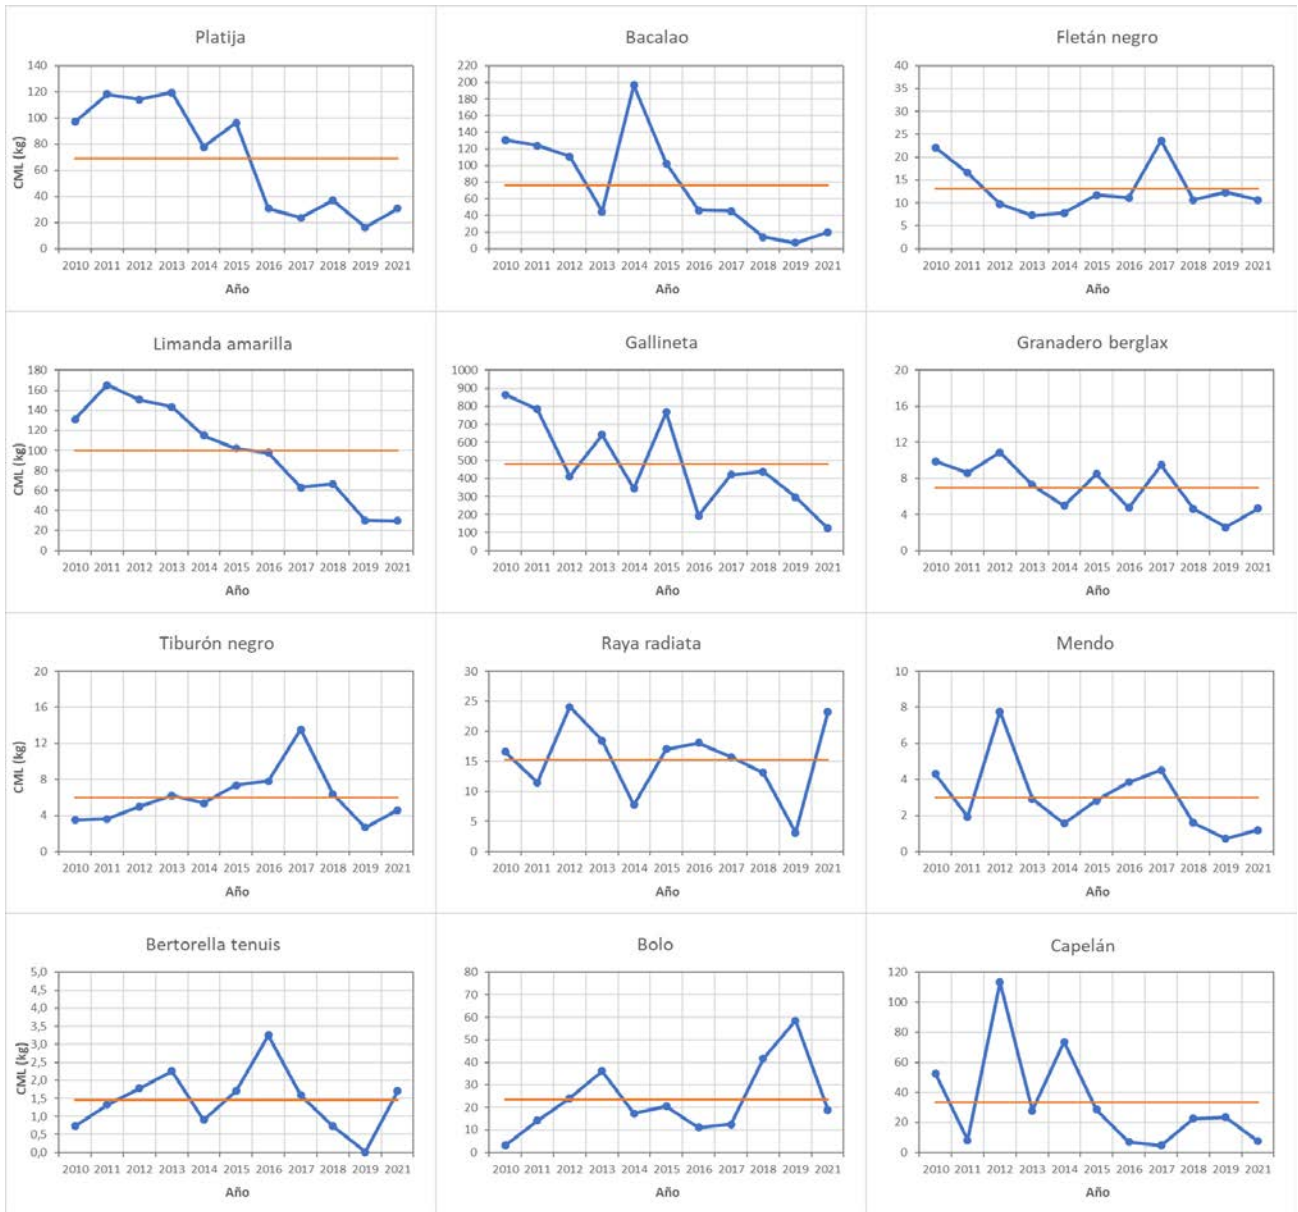 Platija
140
120
100
80
60
40
20
0
CML (kg)
2010 2011 2012 2013 2014 2015 2016 2017 2018 2019 2021
Año
Bacalao
220
200
180
160
140
120
100
80
60
40
20
0
2010 2011 2012 2013 2014 2015 2016 2017 2018 2019 2021
Año
Fletán negro
40
35
30
25
20
15
10
5
0
2010 2011 2012 2013 2014 2015 2016 2017 2018 2019 2021
Año
Limanda amarilla
180
160
140
120
100
80
60
40
20
0
CML (kg)
2010 2011 2012 2013 2014 2015 2016 2017 2018 2019 2021
Año
Gallineta
1000
900
800
700
600
500
400
300
200
100
0
2010 2011 2012 2013 2014 2015 2016 2017 2018 2019 2021
Año
Granadero berglax
20
16
12
8
4
0
2010 2011 2012 2013 2014 2015 2016 2017 2018 2019 2021
Año
Tiburón negro
20
16
12
8
4
0
CML (kg)
2010 2011 2012 2013 2014 2015 2016 2017 2018 2019 2021
Año
Raya radiata
30
25
20
15
10
5
0
2010 2011 2012 2013 2014 2015 2016 2017 2018 2019 2021
Año
Mendo
10
8
6
4
2
0
2010 2011 2012 2013 2014 2015 2016 2017 2018 2019 2021
Año
Bertorella tenuis
5,0
4,5
4,0
3,5
3,0
2,5
2,0
1,5
1,0
0,5
0,0
CML (kg)
2010 2011 2012 2013 2014 2015 2016 2017 2018 2019 2021
Año
Bolo
80
70
60
50
40
30
20
10
0
2010 2011 2012 2013 2014 2015 2016 2017 2018 2019 2021
Año
Capelán
120
100
80
60
40
20
0
2010 2011 2012 2013 2014 2015 2016 2017 2018 2019 2021
Año